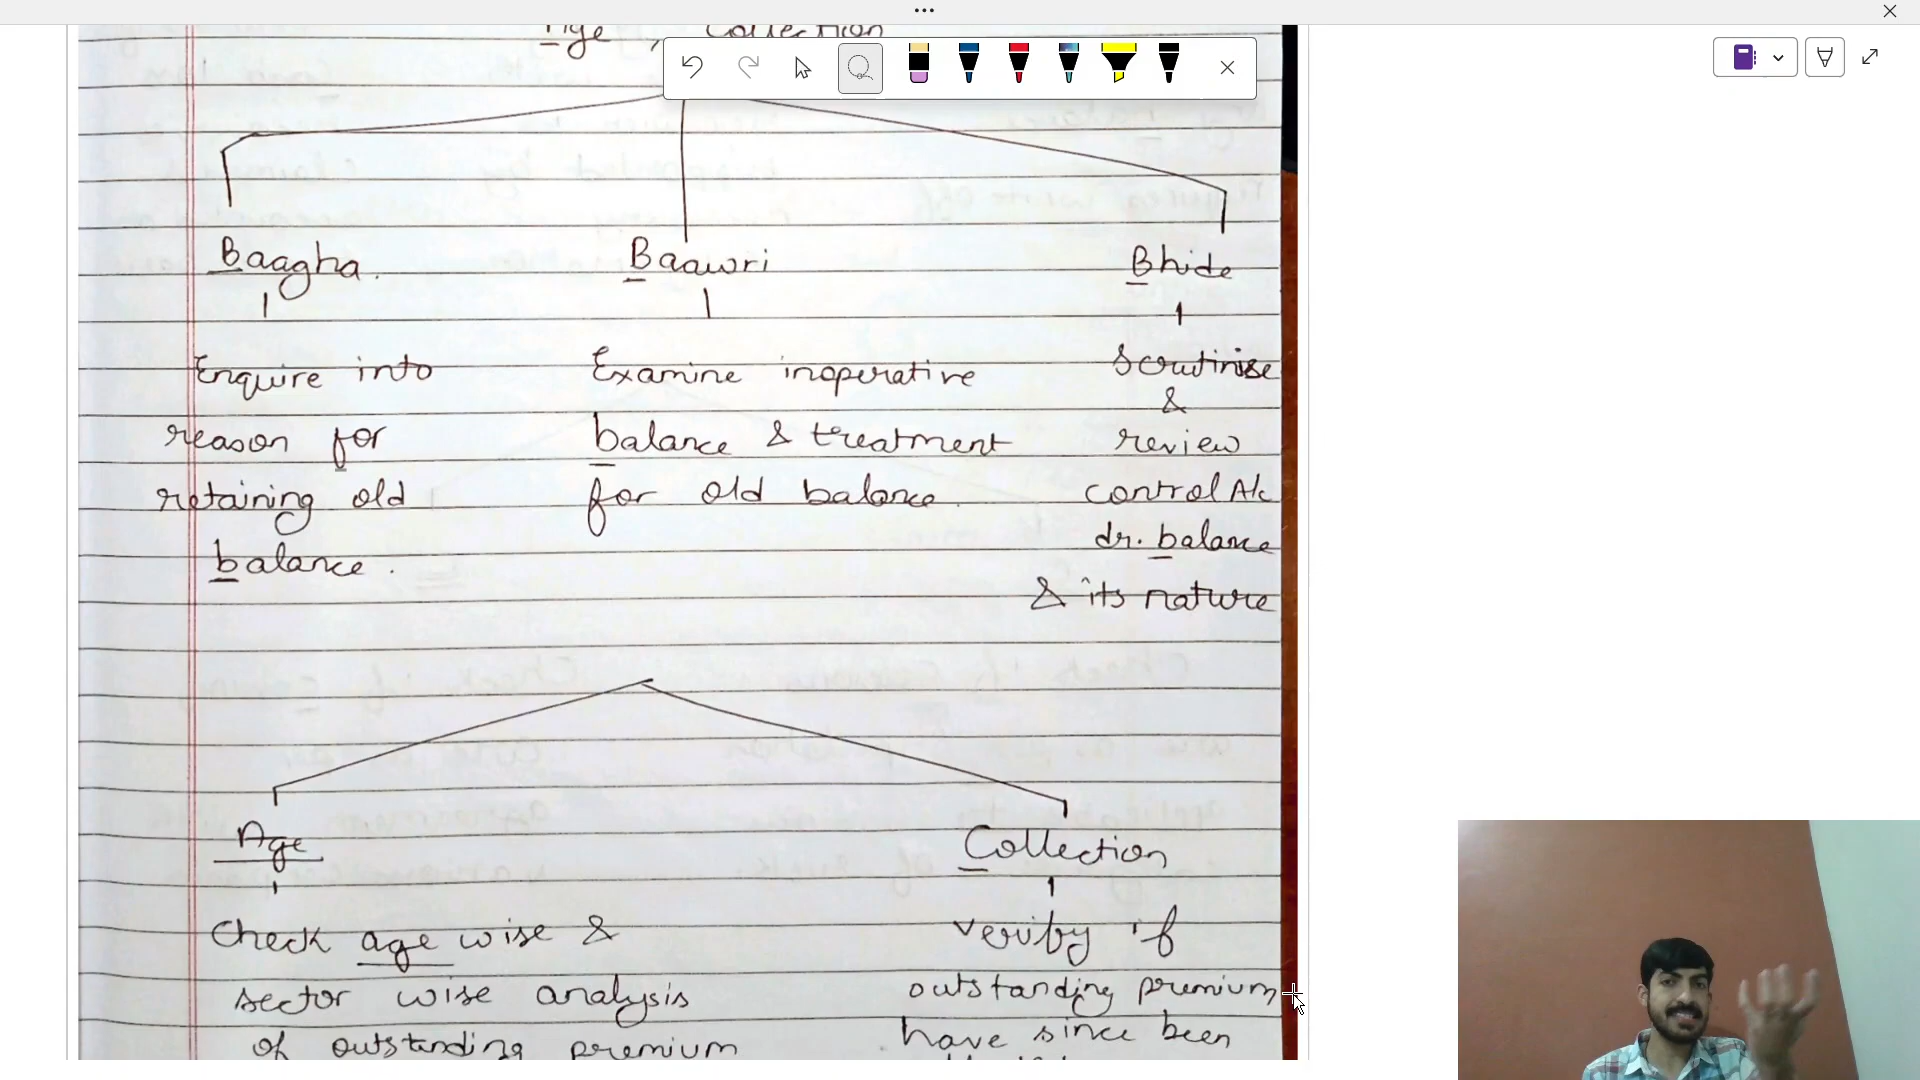 Age, Collection
Baagha. Baawri Bhide
Enquire into Examine inoperative Scrutinise
&
reason for balance & treatment review
retaining old for old balance. control A/c
dr. balance
balance.
& its nature
Age Collection
Check age wise & Verify if
sector wise analysis outstanding premium
of outstanding premium have since been